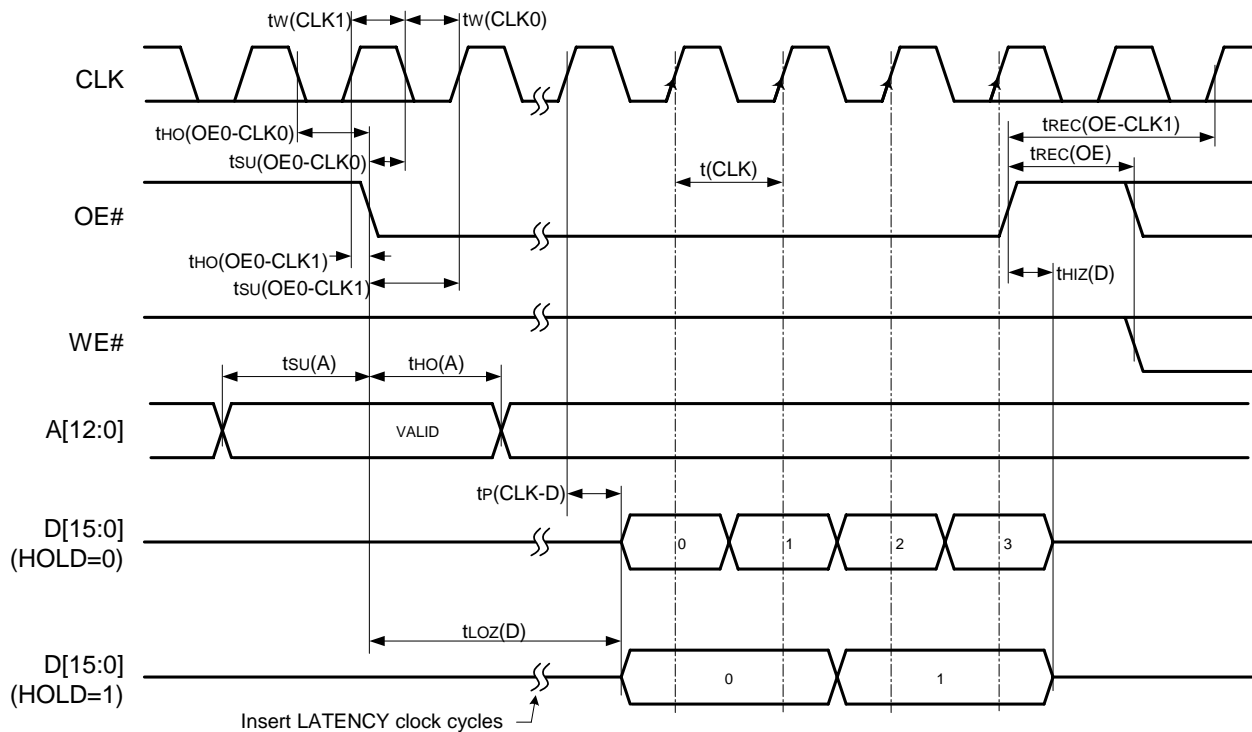 tW(CLK1) tW(CLK0)
CLK
tHO(OE0-CLK0)
tREC(OE-CLK1)
tSU(OE0-CLK0)
tREC(OE)
t(CLK)
OE#
tHO(OE0-CLK1)
tHIZ(D)
tSU(OE0-CLK1)
WE#
tSU(A) tHO(A)
A[12:0] VALID
tP(CLK-D)
D[15:0]
(HOLD=0)
0 1 2 3
tLOZ(D)
D[15:0]
(HOLD=1)
0 1
Insert LATENCY clock cycles